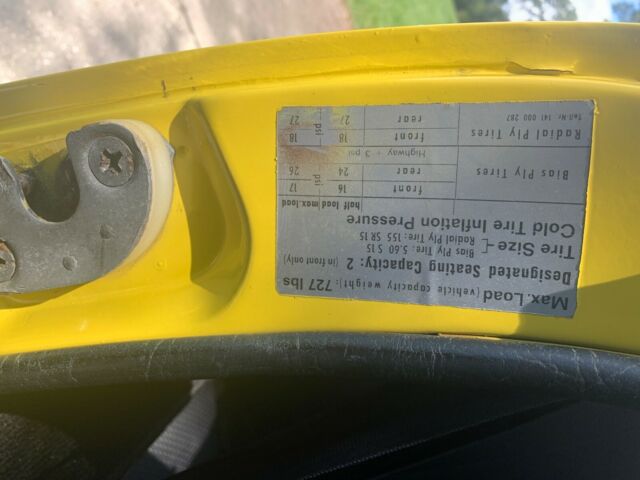 Max. Load (vehicle capacity weight): 727 lbs
Designated Seating Capacity: 2 (in front only)
Tire Size Bias Ply Tire: 5.60 S 15
Radial Ply Tire: 155 SR 15
Cold Tire Inflation Pressure
half load max. load
Bias Ply Tires front 16 psi 17
rear 24 26
Highway + 3 psi
Radial Ply Tires front 18 psi 18
rear 27 27
Teil-Nr. 141 000 287